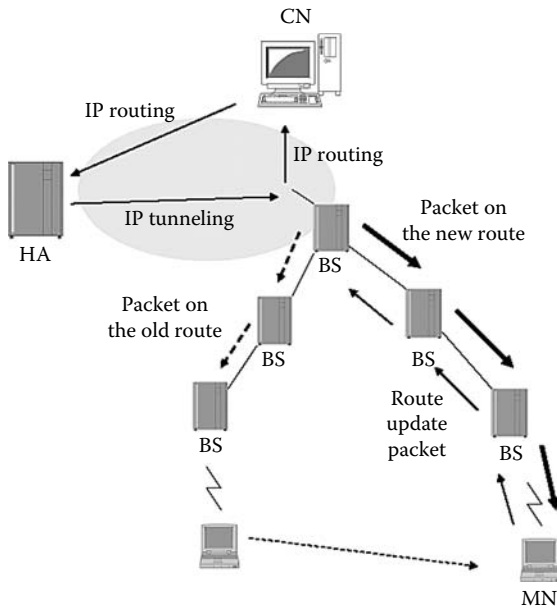 CN
IP routing
IP routing
IP tunneling
HA
Packet on
the new route
BS
Packet on
the old route
BS
BS
BS
Route
update
packet
BS
MN